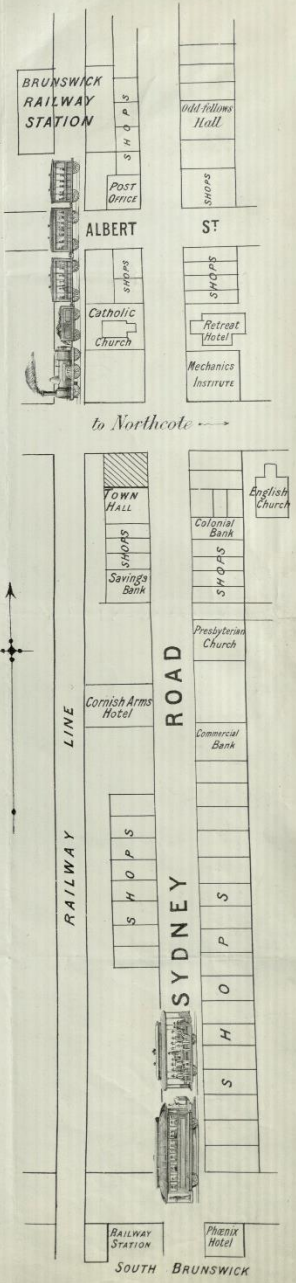 BRUNSWICK
RAILWAY
STATION
SHOPS
Odd-fellows
Hall
POST
OFFICE
SHOPS
ALBERT ST
SHOPS
SHOPS
Catholic
Church
Retreat
Hotel
Mechanics
INSTITUTE
to Northcote
TOWN
HALL
English
Church
Colonial
Bank
SHOPS
SHOPS
Savings
Bank
Presbyterian
Church
Cornish Arms
Hotel
Commercial
Bank
RAILWAY LINE
SYDNEY ROAD
SHOPS
SHOPS
RAILWAY
STATION
Phœnix
Hotel
SOUTH BRUNSWICK